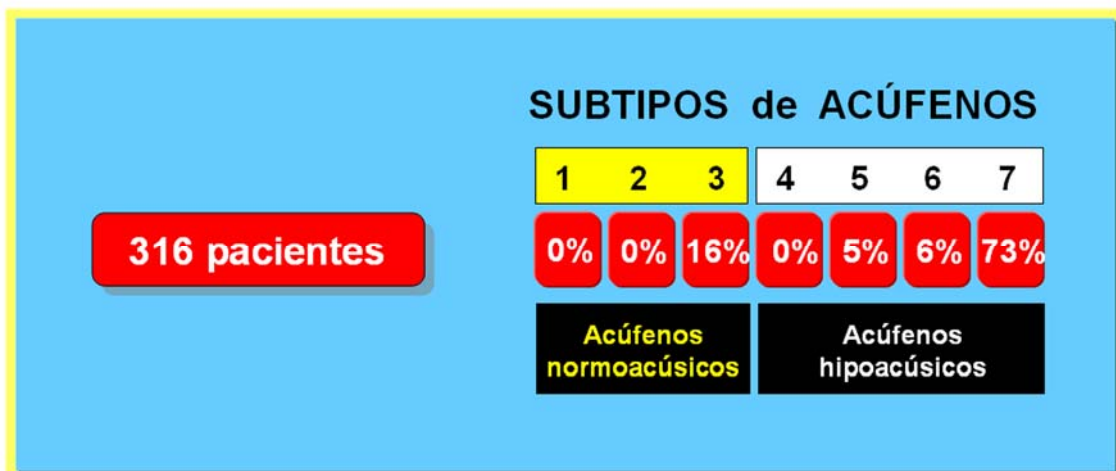 SUBTIPOS de ACÚFENOS
1 2 3 4 5 6 7
316 pacientes
0% 0% 16% 0% 5% 6% 73%
Acúfenos
normoacúsicos
Acúfenos
hipoacúsicos